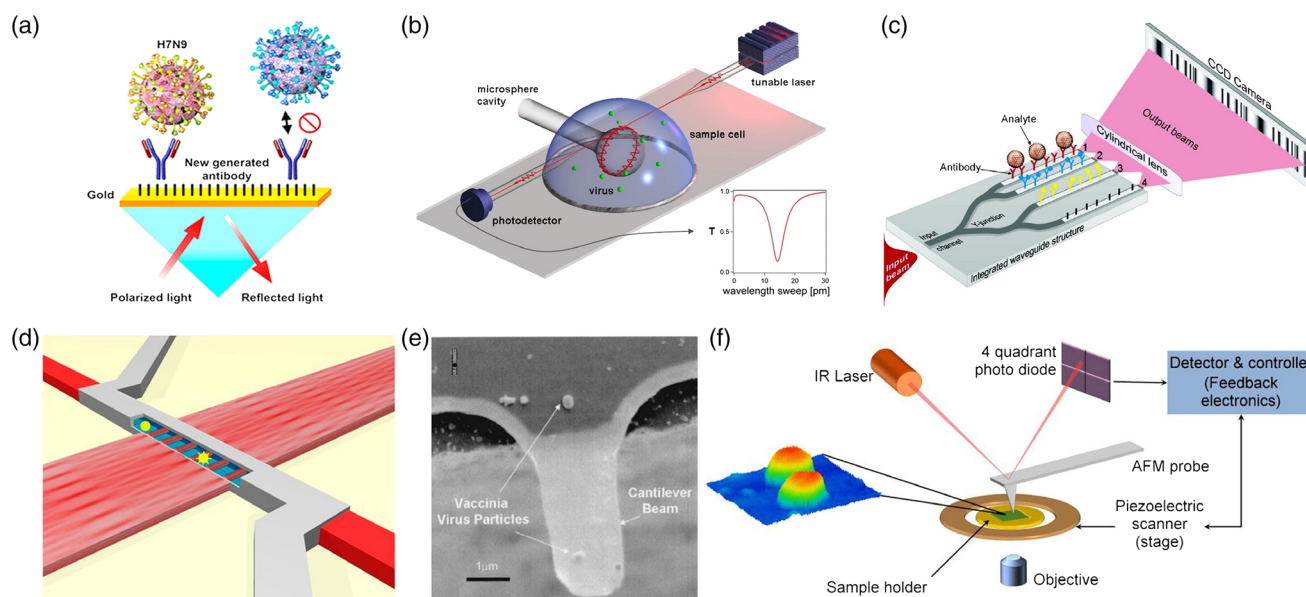 (a)
H7N9
New generated
antibody
Gold
Polarized light
Reflected light
(b)
tunable laser
microsphere
cavity
sample cell
virus
photodetector
T
1.0
0.5
0.0
0
10
20
30
wavelength sweep [pm]
(c)
CCD Camera
Output beams
Cylindrical lens
Analyte
Antibody
1
2
3
4
Y-junction
Input
channel
Integrated waveguide structure
Input
beam
(d)
(e)
Vaccinia
Virus Particles
Cantilever
Beam
1μm
(f)
4 quadrant
photo diode
IR Laser
Detector & controller
(Feedback
electronics)
AFM probe
Piezoelectric
scanner
(stage)
Sample holder
Objective